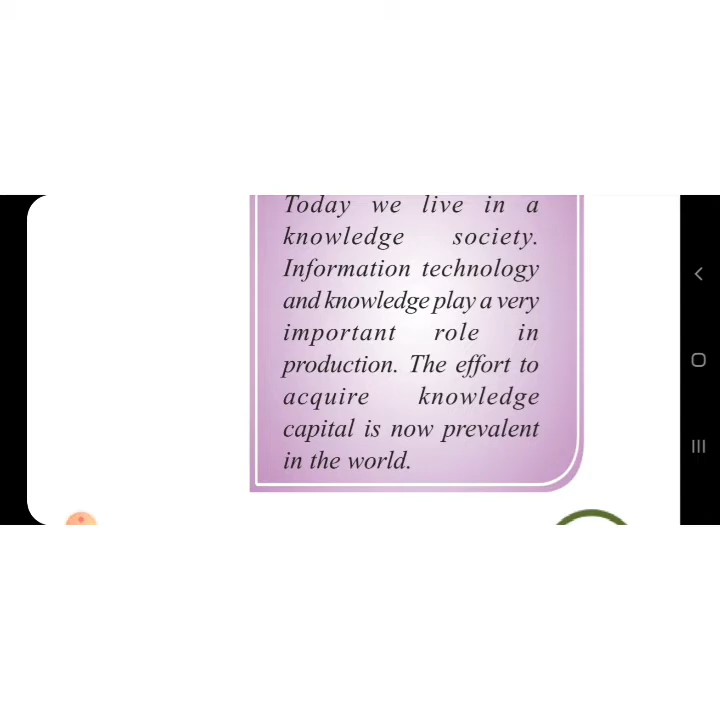 Today we live in a
knowledge society.
Information technology
and knowledge play a very
important role in
production. The effort to
acquire knowledge
capital is now prevalent
in the world.